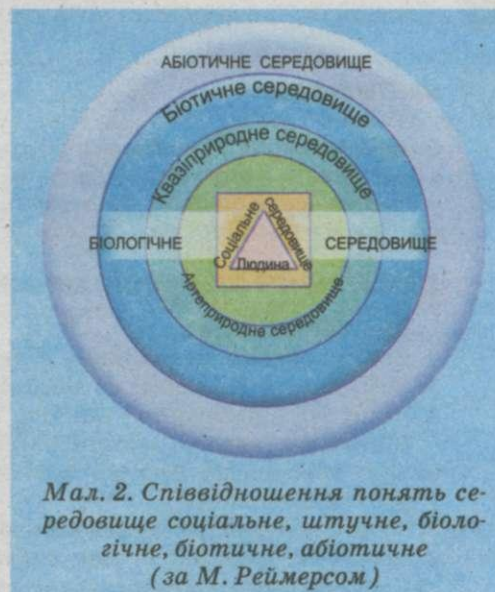 АБІОТИЧНЕ СЕРЕДОВИЩЕ
Біотичне середовище
Квазіприродне середовище
Соціальне середовище
БІОЛОГІЧНЕ СЕРЕДОВИЩЕ
Людина
Артеприродне середовище
Мал. 2. Співвідношення понять се-
редовище соціальне, штучне, біоло-
гічне, біотичне, абіотичне
(за М. Реймерсом)